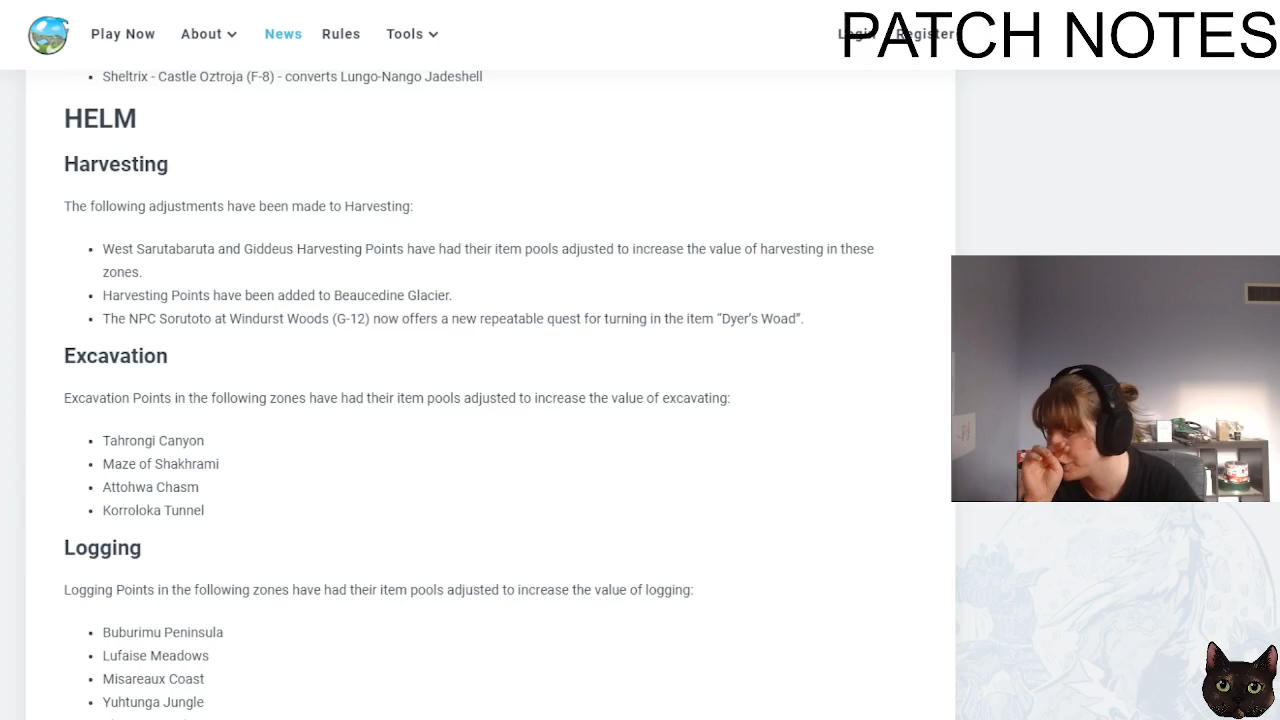 Play Now
About
News
Rules
Tools
Login
Register
PATCH NOTES
Sheltrix - Castle Oztroja (F-8) - converts Lungo-Nango Jadeshell
HELM
Harvesting
The following adjustments have been made to Harvesting:
West Sarutabaruta and Giddeus Harvesting Points have had their item pools adjusted to increase the value of harvesting in these
zones.
Harvesting Points have been added to Beaucedine Glacier.
The NPC Sorutoto at Windurst Woods (G-12) now offers a new repeatable quest for turning in the item “Dyer’s Woad”.
Excavation
Excavation Points in the following zones have had their item pools adjusted to increase the value of excavating:
Tahrongi Canyon
Maze of Shakhrami
Attohwa Chasm
Korroloka Tunnel
Logging
Logging Points in the following zones have had their item pools adjusted to increase the value of logging:
Buburimu Peninsula
Lufaise Meadows
Misareaux Coast
Yuhtunga Jungle